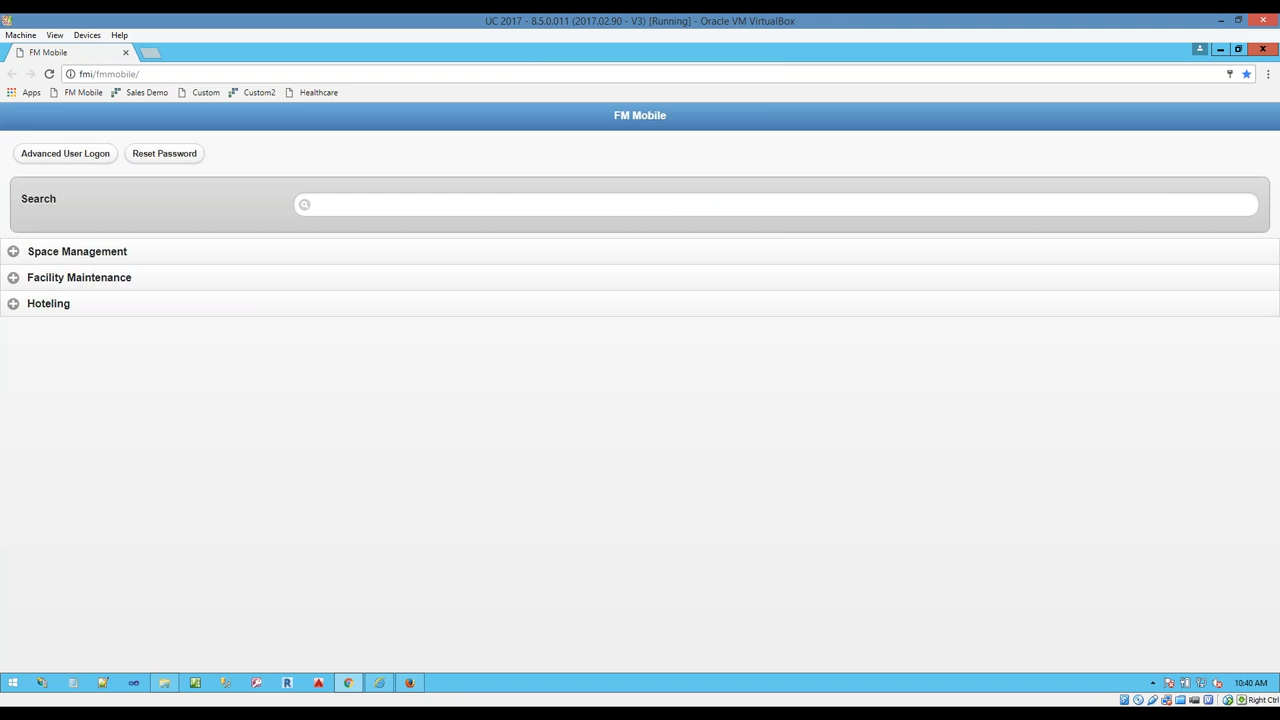 UC 2017 - 8.5.0.011 (2017.02.90 - V3) [Running] - Oracle VM VirtualBox
Machine View Devices Help
FM Mobile
fmi/fmmobile/
Apps FM Mobile Sales Demo Custom Custom2 Healthcare
FM Mobile
Advanced User Logon Reset Password
Search
Space Management
Facility Maintenance
Hoteling
10:40 AM
Right Ctrl